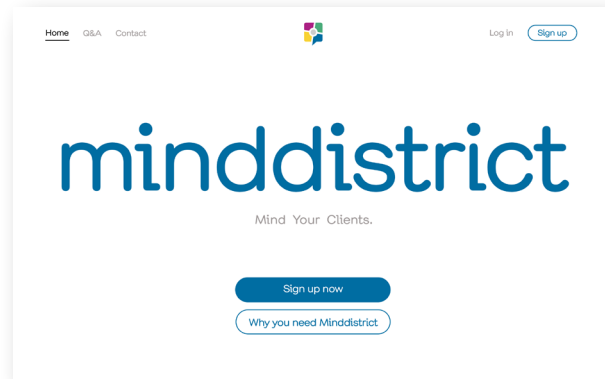 Home Q&A Contact Log in Sign up
minddistrict
Mind Your Clients.
Sign up now
Why you need Minddistrict